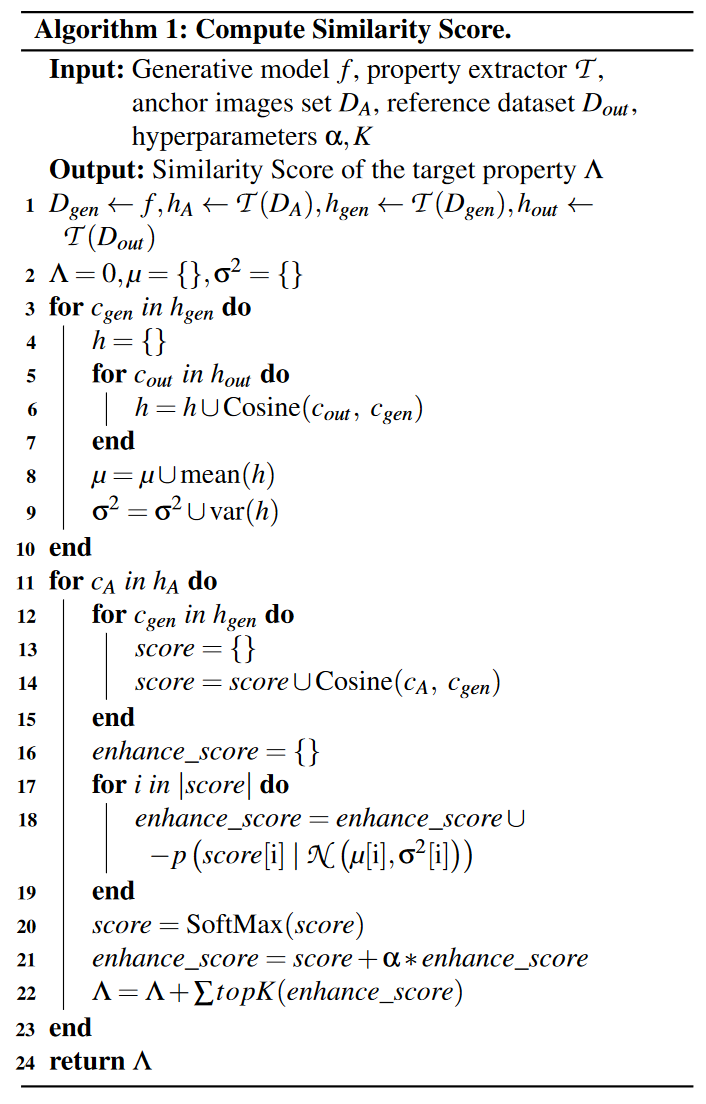 Algorithm 1: Compute Similarity Score.
Input: Generative model f, property extractor 𝒯,
anchor images set D_A, reference dataset D_out,
hyperparameters α, K
Output: Similarity Score of the target property Λ
1 D_gen ← f, h_A ← 𝒯(D_A), h_gen ← 𝒯(D_gen), h_out ←
𝒯(D_out)
2 Λ = 0, μ = {}, σ² = {}
3 for c_gen in h_gen do
4 h = {}
5 for c_out in h_out do
6 h = h ∪ Cosine(c_out, c_gen)
7 end
8 μ = μ ∪ mean(h)
9 σ² = σ² ∪ var(h)
10 end
11 for c_A in h_A do
12 for c_gen in h_gen do
13 score = {}
14 score = score ∪ Cosine(c_A, c_gen)
15 end
16 enhance_score = {}
17 for i in |score| do
18 enhance_score = enhance_score ∪
−p (score[i] | 𝒩 (μ[i], σ²[i]))
19 end
20 score = SoftMax(score)
21 enhance_score = score + α ∗ enhance_score
22 Λ = Λ + ∑ topK(enhance_score)
23 end
24 return Λ